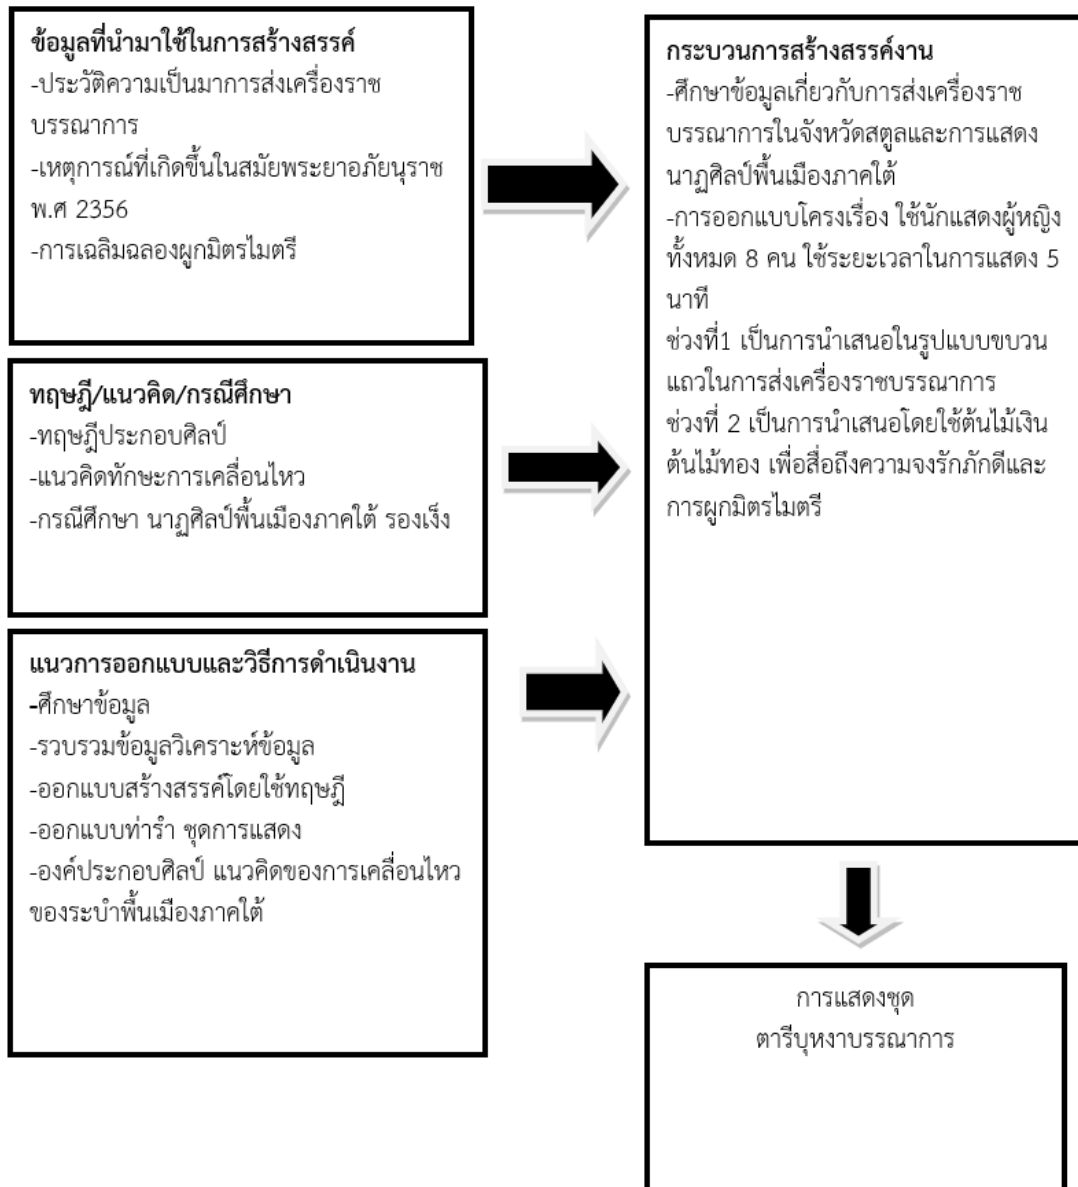 ข้อมูลที่นำมาใช้ในการสร้างสรรค์
-ประวัติความเป็นมาการส่งเครื่องราช
บรรณาการ
-เหตุการณ์ที่เกิดขึ้นในสมัยพระยาอภัยนุราช
พ.ศ 2356
-การเฉลิมฉลองผูกมิตรไมตรี
ทฤษฎี/แนวคิด/กรณีศึกษา
-ทฤษฎีประกอบศิลป์
-แนวคิดทักษะการเคลื่อนไหว
-กรณีศึกษา นาฏศิลป์พื้นเมืองภาคใต้ รองเง็ง
แนวการออกแบบและวิธีการดำเนินงาน
-ศึกษาข้อมูล
-รวบรวมข้อมูลวิเคราะห์ข้อมูล
-ออกแบบสร้างสรรค์โดยใช้ทฤษฎี
-ออกแบบท่ารำ ชุดการแสดง
-องค์ประกอบศิลป์ แนวคิดของการเคลื่อนไหว
ของระบำพื้นเมืองภาคใต้
กระบวนการสร้างสรรค์งาน
-ศึกษาข้อมูลเกี่ยวกับการส่งเครื่องราช
บรรณาการในจังหวัดสตูลและการแสดง
นาฏศิลป์พื้นเมืองภาคใต้
-การออกแบบโครงเรื่อง ใช้นักแสดงผู้หญิง
ทั้งหมด 8 คน ใช้ระยะเวลาในการแสดง 5
นาที
ช่วงที่1 เป็นการนำเสนอในรูปแบบขบวน
แถวในการส่งเครื่องราชบรรณาการ
ช่วงที่ 2 เป็นการนำเสนอโดยใช้ต้นไม้เงิน
ต้นไม้ทอง เพื่อสื่อถึงความจงรักภักดีและ
การผูกมิตรไมตรี
การแสดงชุด
ตารีบุหงาบรรณาการ